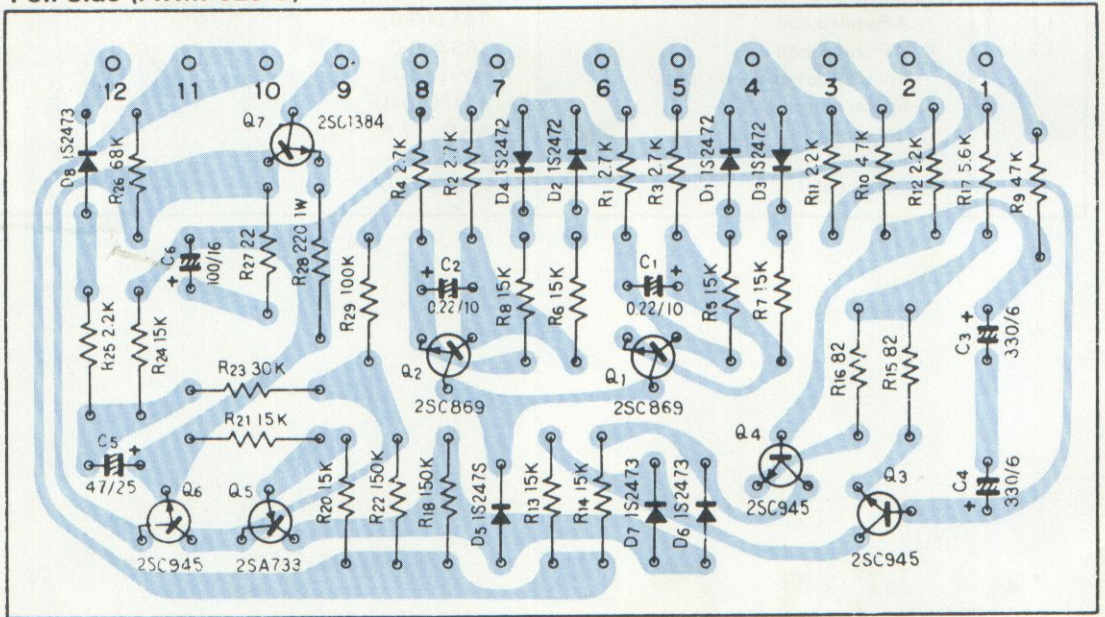 12 11 10 9 8 7 6 5 4 3 2 1
Q7 2SC1384
D8 1S2473
R26 68K
R4 2.7K
R2 2.7K
D4 1S2472
D2 1S2472
R1 2.7K
R3 2.7K
D1 1S2472
D3 1S2472
R11 2.2K
R10 4.7K
R12 2.2K
R17 5.6K
R9 47K
C6 +
100/16
R27 22
R28 220 1W
R29 100K
+ C2
0.22/10
R8 15K
R6 15K
C1 +
0.22/10
R5 15K
R7 15K
R25 2.2K
R24 15K
R23 30K
R21 15K
Q2
2SC869
Q1
2SC869
R16 82
R15 82
C3 +
330/6
C5 +
47/25
Q6
2SC945
Q5
2SA733
R20 15K
R22 150K
R18 150K
D5 1S2473
R13 15K
R14 15K
D7 1S2473
D6 1S2473
Q4
2SC945
Q3
2SC945
C4 +
330/6